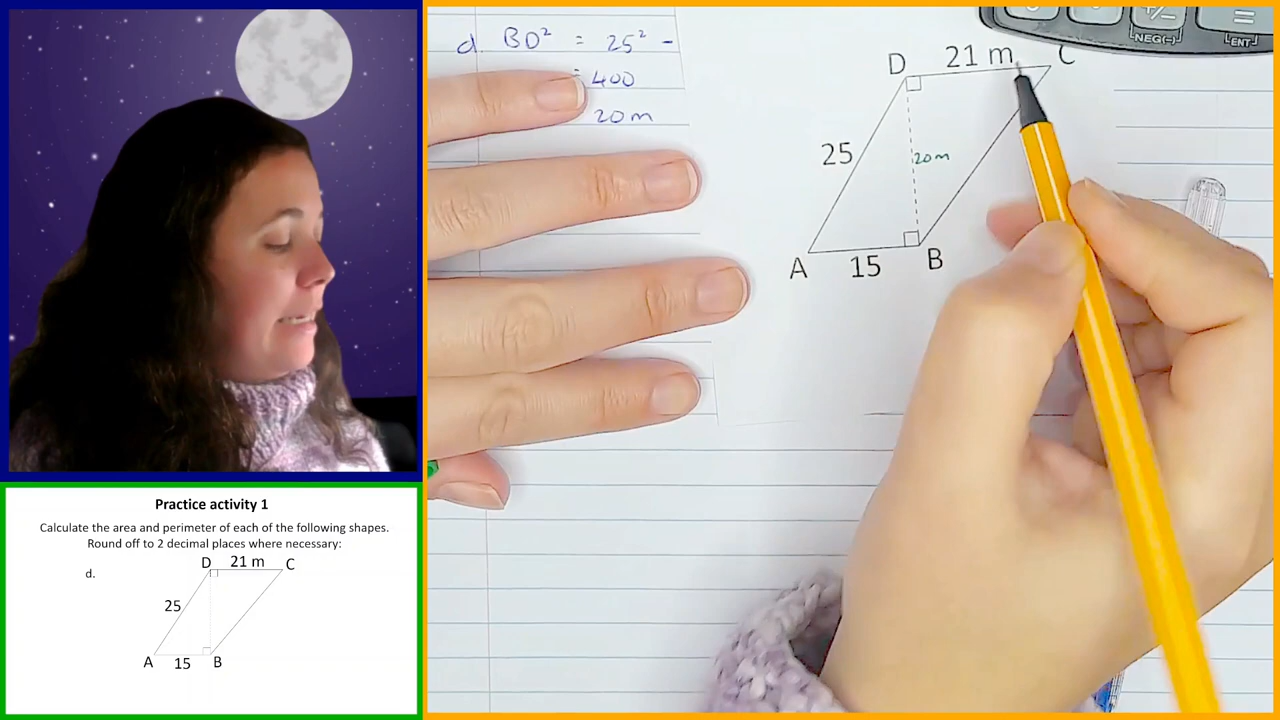 d BD² = 25² -
= 400
20m
D 21 m C
25
20m
A 15 B
NEG(-)
+/-
=
ENT
Practice activity 1
Calculate the area and perimeter of each of the following shapes.
Round off to 2 decimal places where necessary:
d.
D 21 m C
25
A 15 B